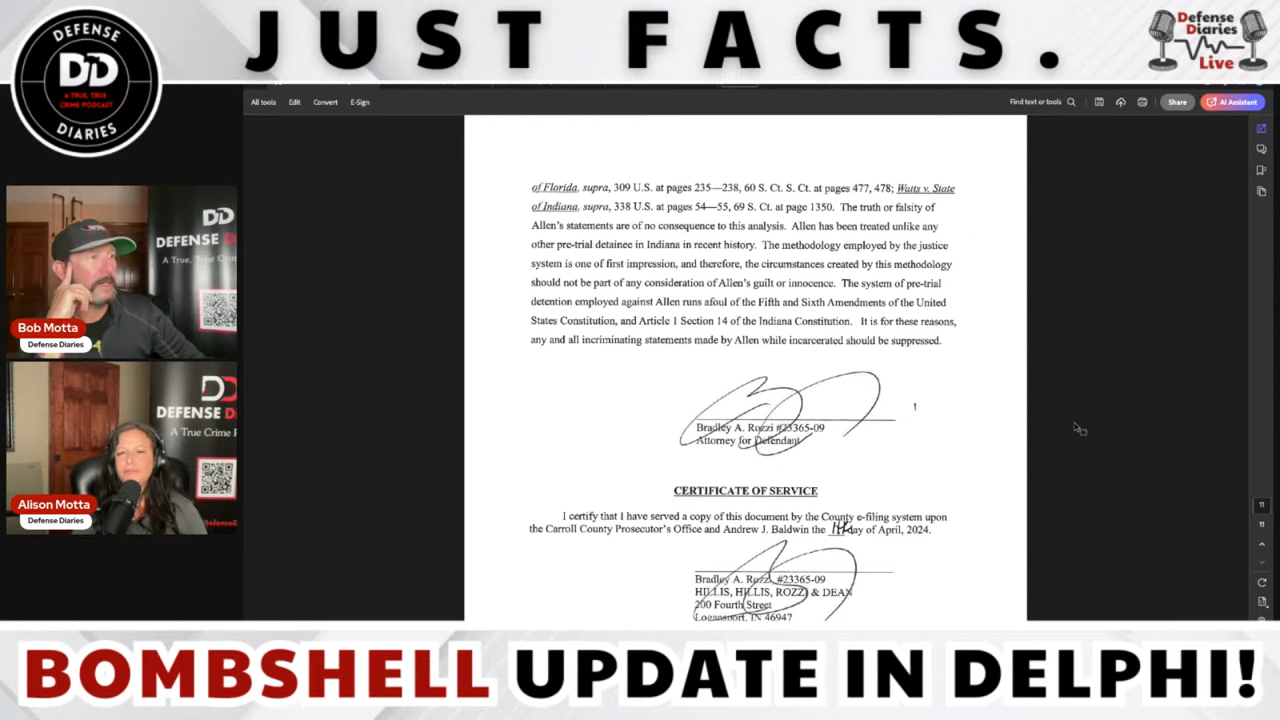 JUST FACTS.
DEFENSE
DD
A TRUE, TRUE
CRIME PODCAST
DIARIES
Defense
Diaries
Live
All tools Edit Convert E-Sign
Find text or tools
Share
AI Assistant
of Florida, supra, 309 U.S. at pages 235—238, 60 S. Ct. S. Ct. at pages 477, 478; Watts v. State
of Indiana, supra, 338 U.S. at pages 54—55, 69 S. Ct. at page 1350. The truth or falsity of
Allen's statements are of no consequence to this analysis. Allen has been treated unlike any
other pre-trial detainee in Indiana in recent history. The methodology employed by the justice
system is one of first impression, and therefore, the circumstances created by this methodology
should not be part of any consideration of Allen's guilt or innocence. The system of pre-trial
detention employed against Allen runs afoul of the Fifth and Sixth Amendments of the United
States Constitution, and Article 1 Section 14 of the Indiana Constitution. It is for these reasons,
any and all incriminating statements made by Allen while incarcerated should be suppressed.
Bradley A. Rozzi #23365-09
Attorney for Defendant
CERTIFICATE OF SERVICE
I certify that I have served a copy of this document by the County e-filing system upon
the Carroll County Prosecutor's Office and Andrew J. Baldwin the day of April, 2024.
Bradley A. Rozzi #23365-09
HILLIS, HILLIS, ROZZI & DEAN
200 Fourth Street
Logansport, IN 46947
11
11
DD
DEFENSE D
A True, True Cri
Bob Motta
Defense Diaries
DD
DEFENSE D
A True Crime P
Alison Motta
Defense Diaries
BOMBSHELL UPDATE IN DELPHI!